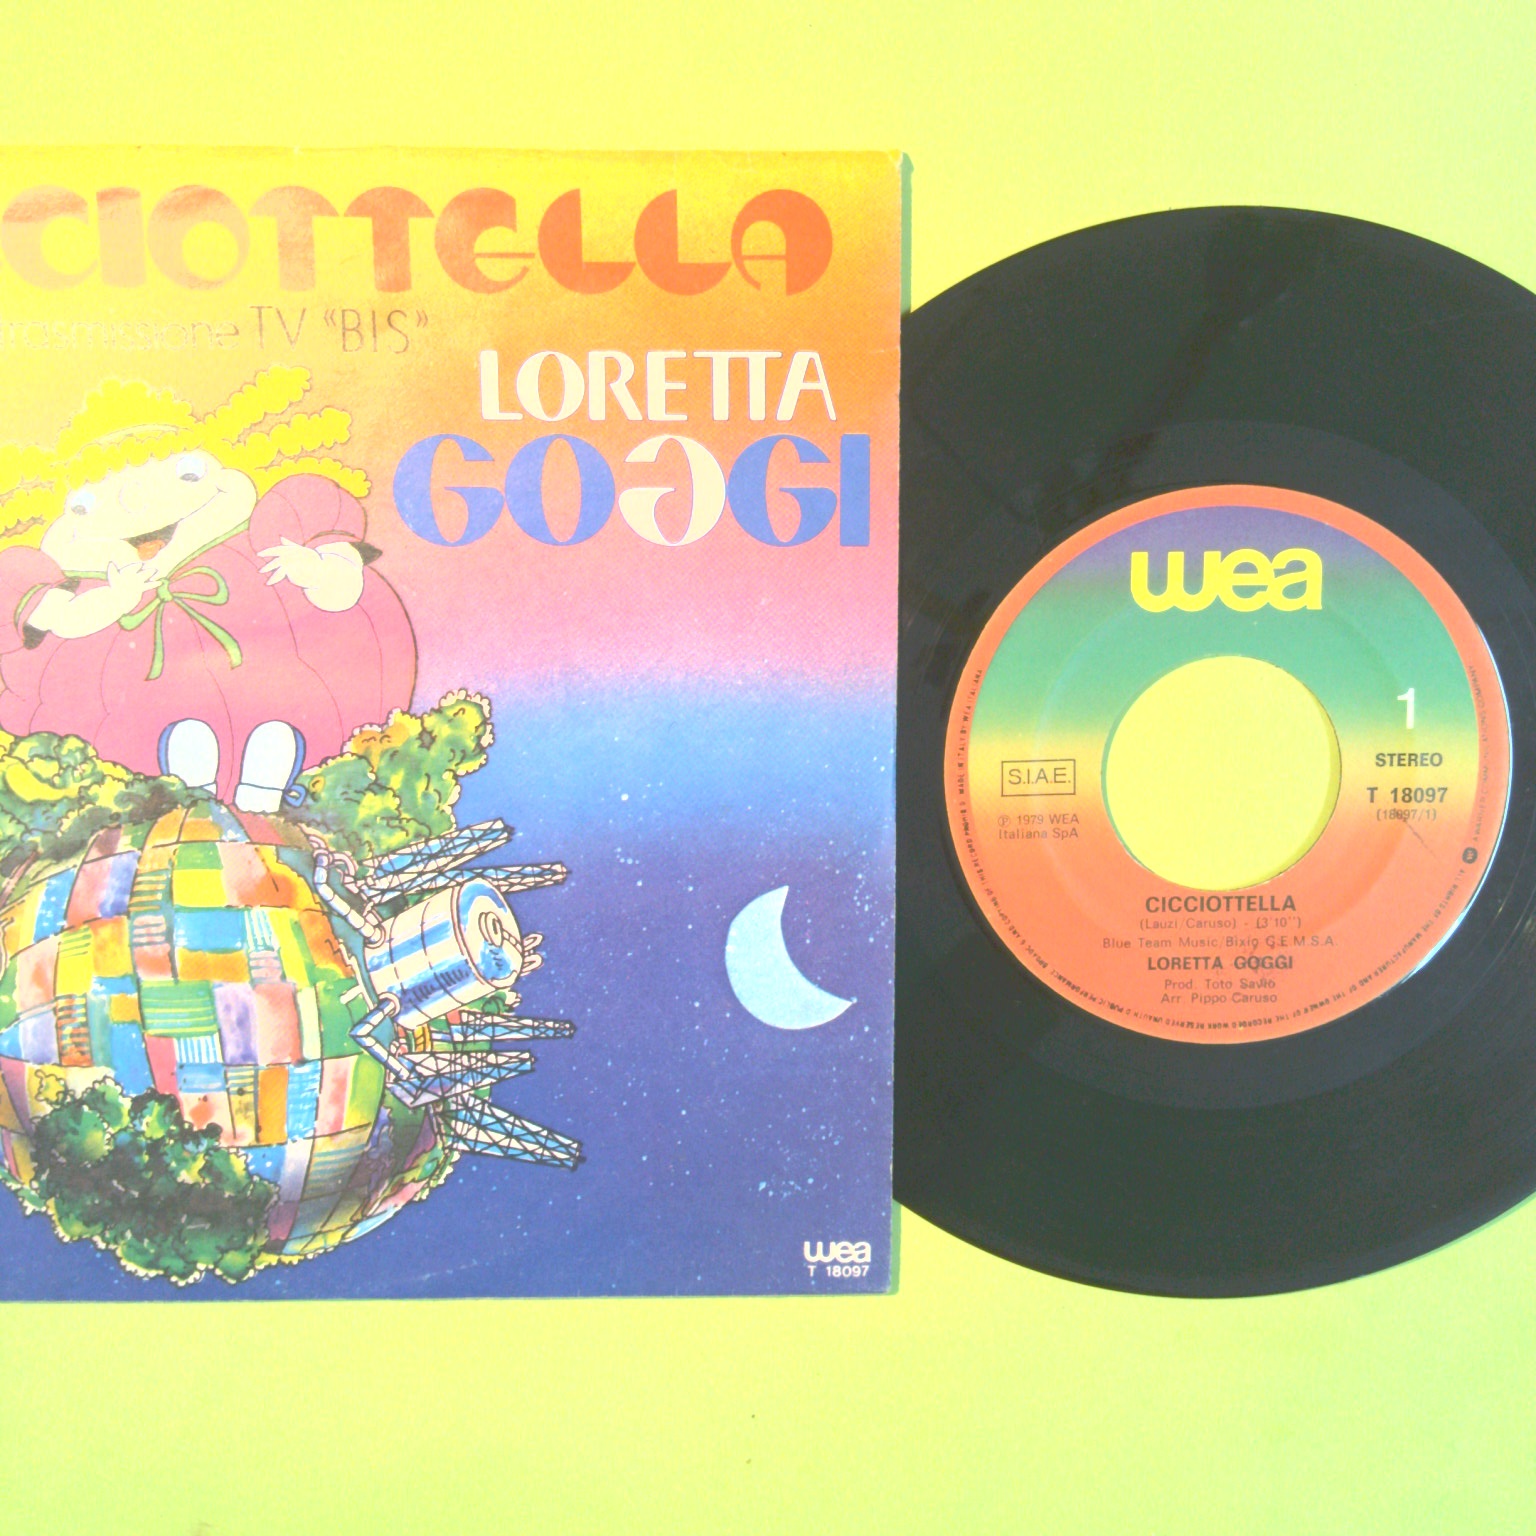 CIOTTELLA
trasmissione TV “BIS”
LORETTA
GOGGI
wea
T 18097
wea
1
STEREO
T 18097
(18097/1)
S.I.A.E.
℗ 1979 WEA
Italiana SpA
CICCIOTTELLA
(Lauzi/Caruso) - (3'10'')
Blue Team Music/Bixio C.E.M.S.A.
LORETTA GOGGI
Prod. Toto Savio
Arr. Pippo Caruso